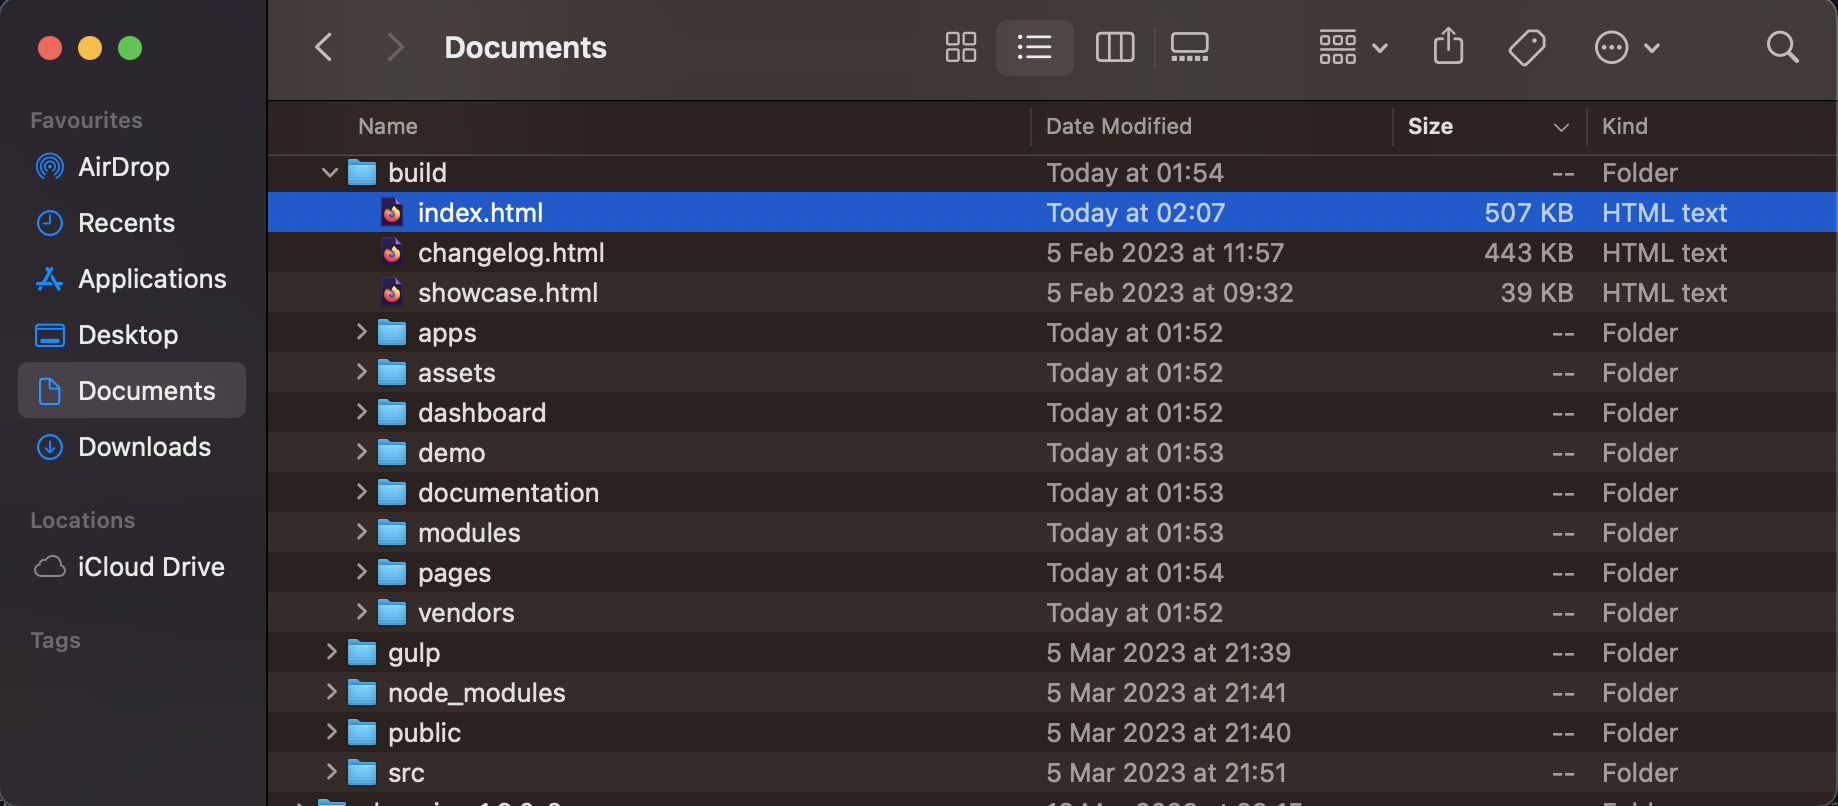 Documents
Favourites
AirDrop
Recents
Applications
Desktop
Documents
Downloads
Locations
iCloud Drive
Tags
Name Date Modified Size Kind
build Today at 01:54 -- Folder
index.html Today at 02:07 507 KB HTML text
changelog.html 5 Feb 2023 at 11:57 443 KB HTML text
showcase.html 5 Feb 2023 at 09:32 39 KB HTML text
apps Today at 01:52 -- Folder
assets Today at 01:52 -- Folder
dashboard Today at 01:52 -- Folder
demo Today at 01:53 -- Folder
documentation Today at 01:53 -- Folder
modules Today at 01:53 -- Folder
pages Today at 01:54 -- Folder
vendors Today at 01:52 -- Folder
gulp 5 Mar 2023 at 21:39 -- Folder
node_modules 5 Mar 2023 at 21:41 -- Folder
public 5 Mar 2023 at 21:40 -- Folder
src 5 Mar 2023 at 21:51 -- Folder